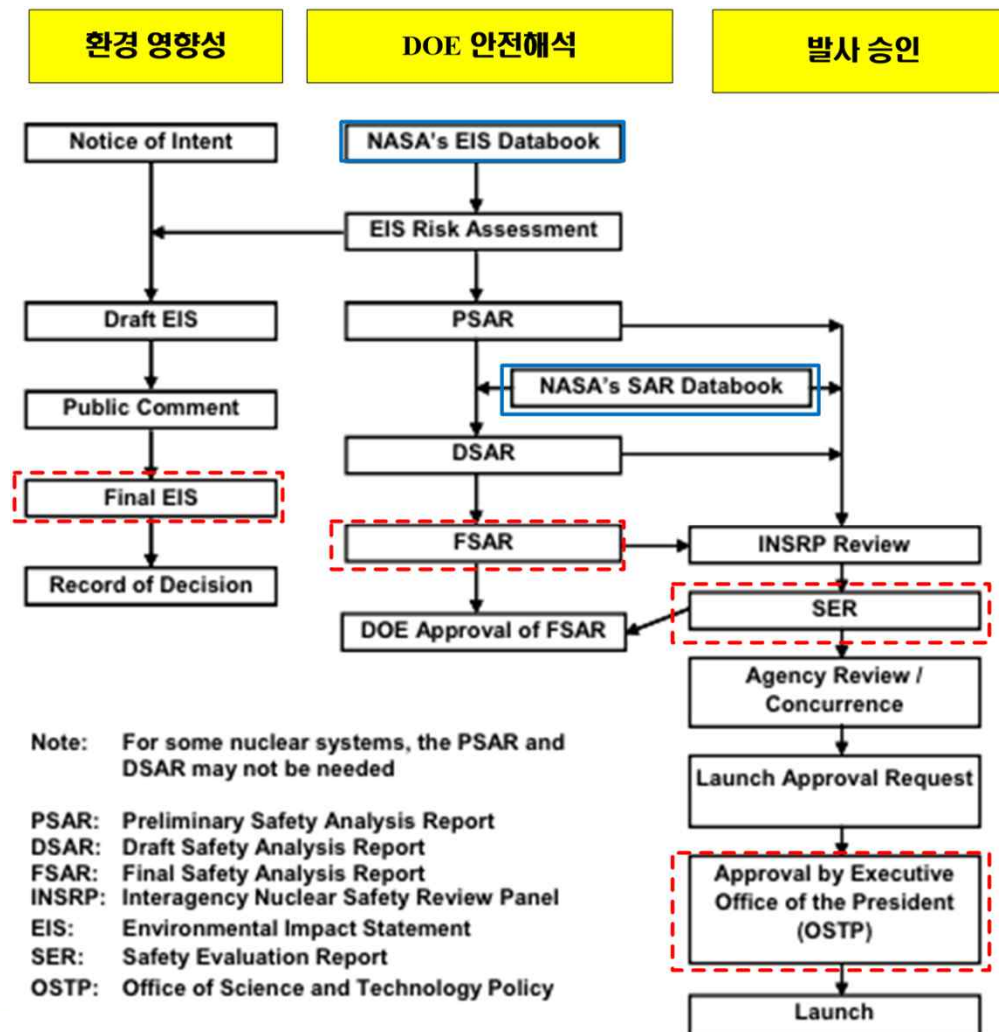 환경 영향성
DOE 안전해석
발사 승인
Notice of Intent
NASA's EIS Databook
EIS Risk Assessment
Draft EIS
PSAR
NASA's SAR Databook
Public Comment
DSAR
Final EIS
FSAR
INSRP Review
Record of Decision
SER
DOE Approval of FSAR
Agency Review /
Concurrence
Launch Approval Request
Approval by Executive
Office of the President
(OSTP)
Launch
Note: For some nuclear systems, the PSAR and
DSAR may not be needed
PSAR: Preliminary Safety Analysis Report
DSAR: Draft Safety Analysis Report
FSAR: Final Safety Analysis Report
INSRP: Interagency Nuclear Safety Review Panel
EIS: Environmental Impact Statement
SER: Safety Evaluation Report
OSTP: Office of Science and Technology Policy